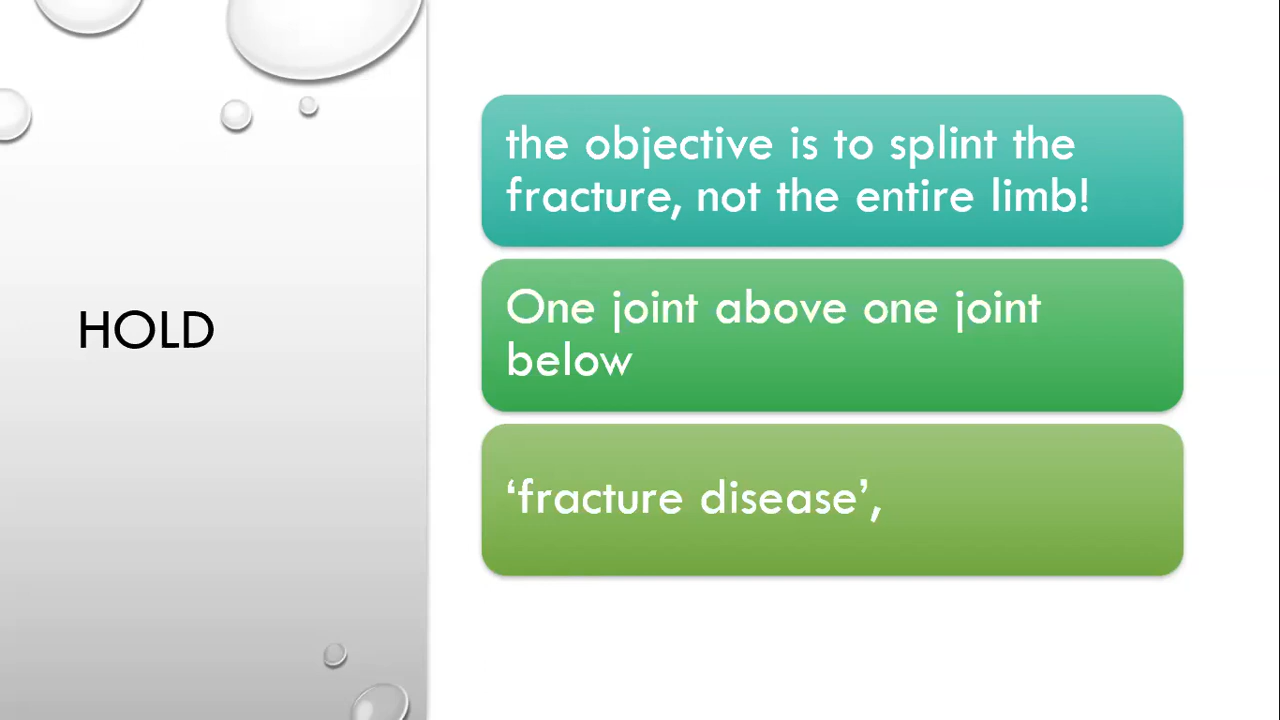 HOLD
the objective is to splint the
fracture, not the entire limb!
One joint above one joint
below
‘fracture disease’,